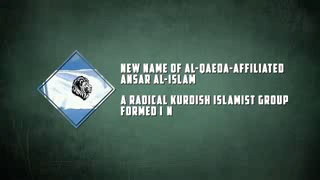 NEW NAME OF AL-QAEDA-AFFILIATED
ANSAR AL-ISLAM
A RADICAL KURDISH ISLAMIST GROUP
FORMED I N